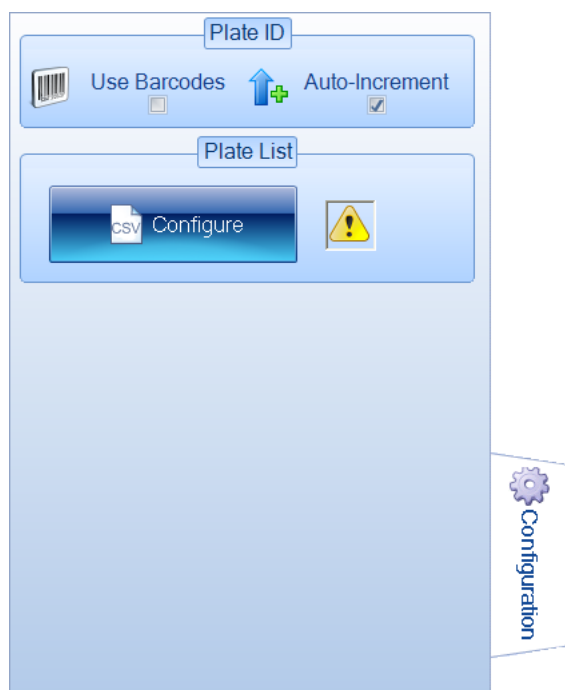 Plate ID
Use Barcodes
Auto-Increment
Plate List
CSV Configure
Configuration